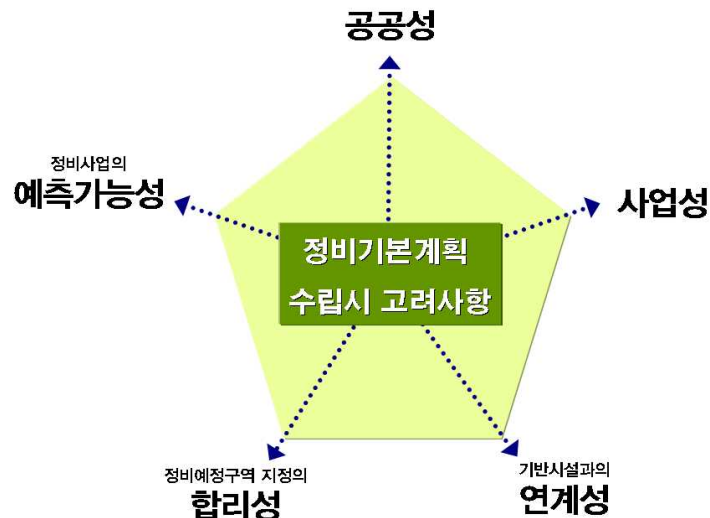 공공성
정비사업의
예측가능성
사업성
정비기본계획
수립시 고려사항
정비예정구역 지정의
합리성
기반시설과의
연계성